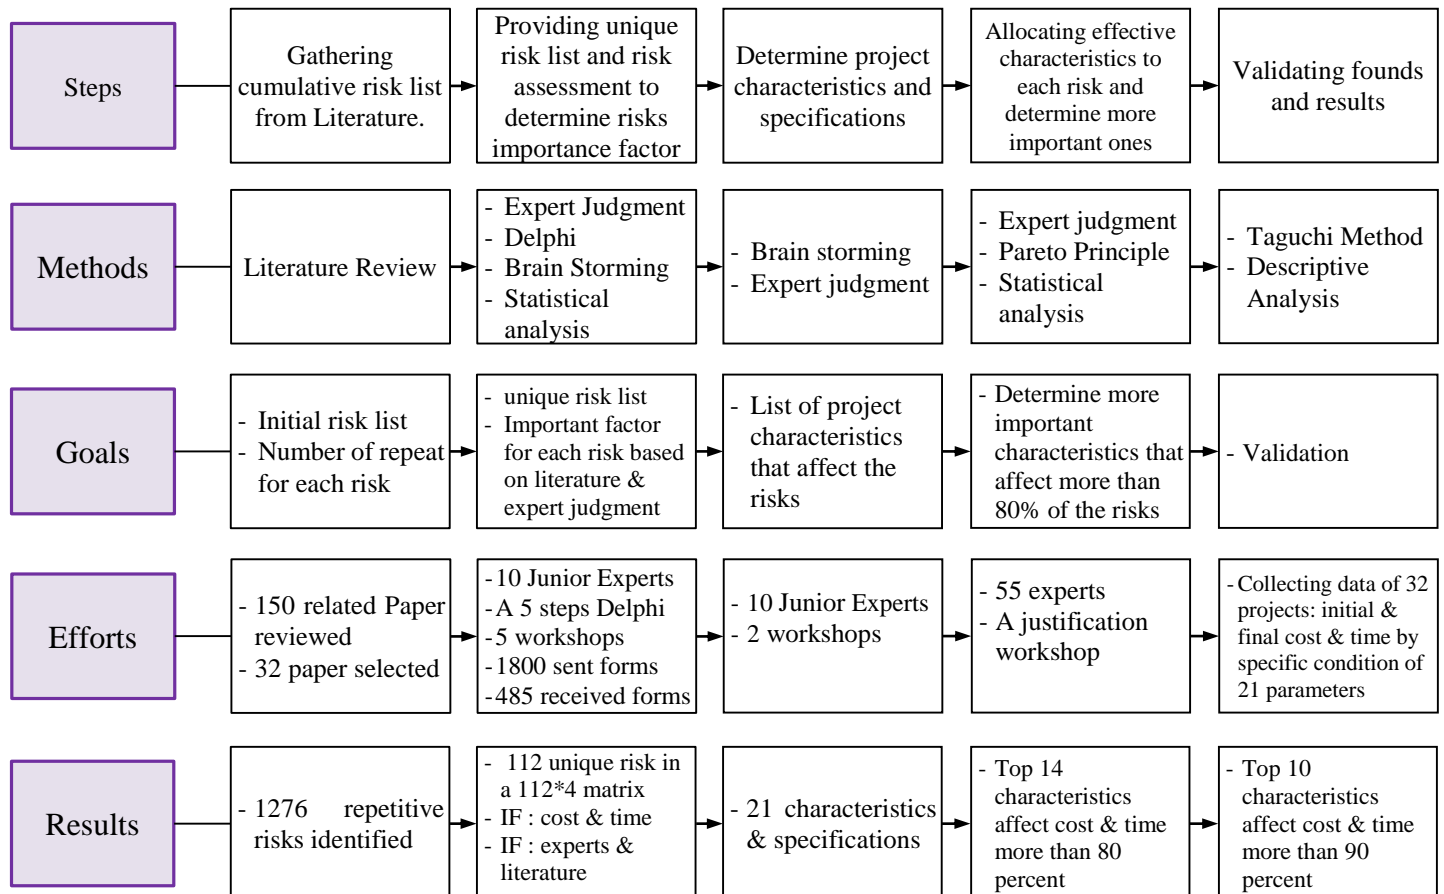 Steps
Gathering
cumulative risk list
from Literature.
Providing unique
risk list and risk
assessment to
determine risks
importance factor
Determine project
characteristics and
specifications
Allocating effective
characteristics to
each risk and
determine more
important ones
Validating founds
and results
Methods
Literature Review
- Expert Judgment
- Delphi
- Brain Storming
- Statistical
analysis
- Brain storming
- Expert judgment
- Expert judgment
- Pareto Principle
- Statistical
analysis
- Taguchi Method
- Descriptive
Analysis
Goals
- Initial risk list
- Number of repeat
for each risk
- unique risk list
- Important factor
for each risk based
on literature &
expert judgment
- List of project
characteristics
that affect the
risks
- Determine more
important
characteristics that
affect more than
80% of the risks
- Validation
Efforts
- 150 related Paper
reviewed
- 32 paper selected
-10 Junior Experts
-A 5 steps Delphi
-5 workshops
-1800 sent forms
-485 received forms
- 10 Junior Experts
- 2 workshops
- 55 experts
- A justification
workshop
-Collecting data of 32
projects: initial &
final cost & time by
specific condition of
21 parameters
Results
- 1276 repetitive
risks identified
- 112 unique risk in
a 112*4 matrix
- IF : cost & time
- IF : experts &
literature
- 21 characteristics
& specifications
- Top 14
characteristics
affect cost & time
more than 80
percent
- Top 10
characteristics
affect cost & time
more than 90
percent